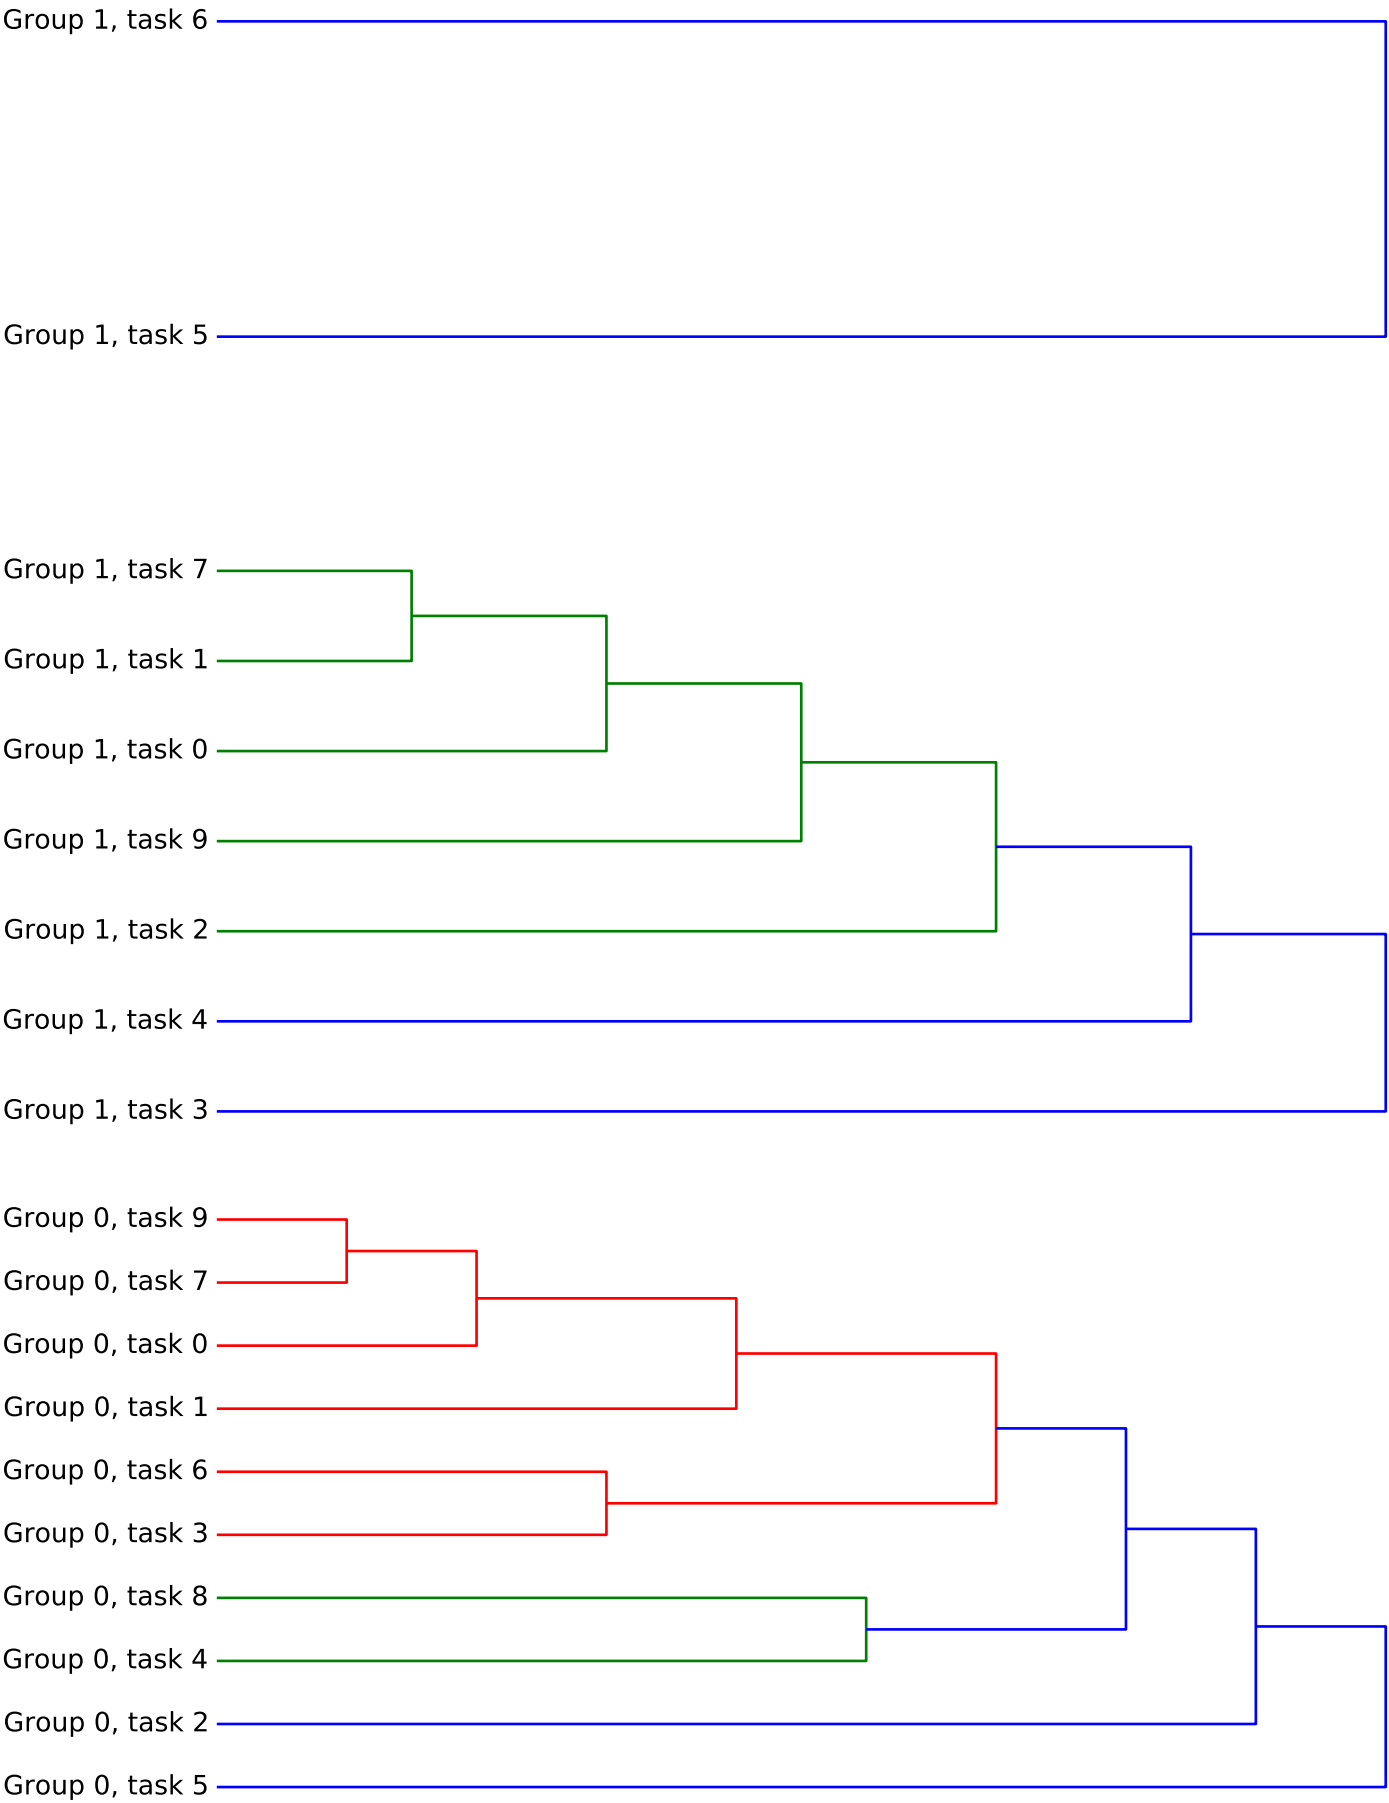 Group 1, task 6
Group 1, task 5
Group 1, task 7
Group 1, task 1
Group 1, task 0
Group 1, task 9
Group 1, task 2
Group 1, task 4
Group 1, task 3
Group 0, task 9
Group 0, task 7
Group 0, task 0
Group 0, task 1
Group 0, task 6
Group 0, task 3
Group 0, task 8
Group 0, task 4
Group 0, task 2
Group 0, task 5